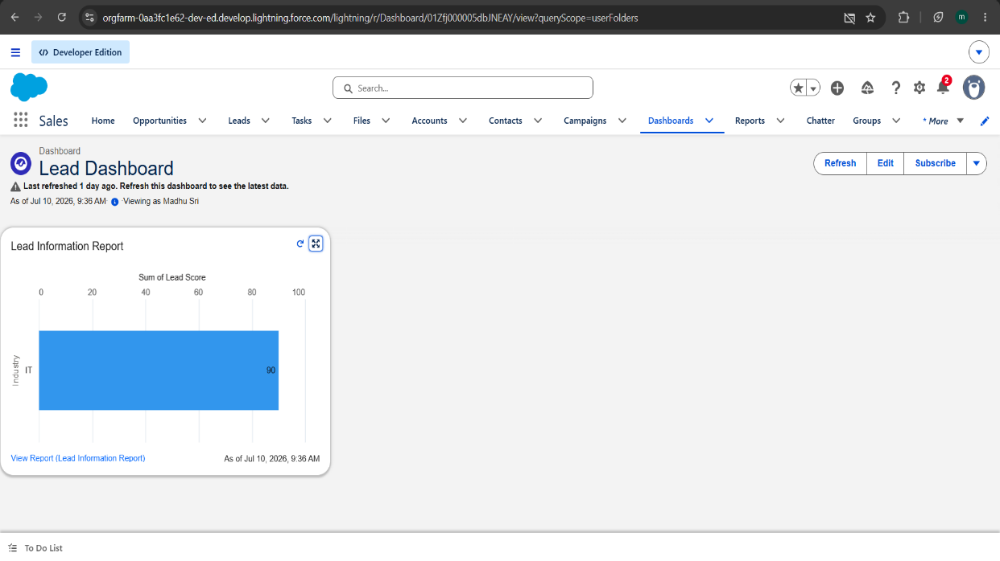 orgfarm-0aa3fc1e62-dev-ed.develop.lightning.force.com/lightning/r/Dashboard/01Zfj000005dbJNEAY/view?queryScope=userFolders
m
Developer Edition
Search...
2
Sales
Home Opportunities Leads Tasks Files Accounts Contacts Campaigns Dashboards Reports Chatter Groups * More
Dashboard
Lead Dashboard
Refresh Edit Subscribe
Last refreshed 1 day ago. Refresh this dashboard to see the latest data.
As of Jul 10, 2026, 9:36 AM·Viewing as Madhu Sri
Lead Information Report
Sum of Lead Score
0 20 40 60 80 100
Industry
IT
90
View Report (Lead Information Report)
As of Jul 10, 2026, 9:36 AM
To Do List